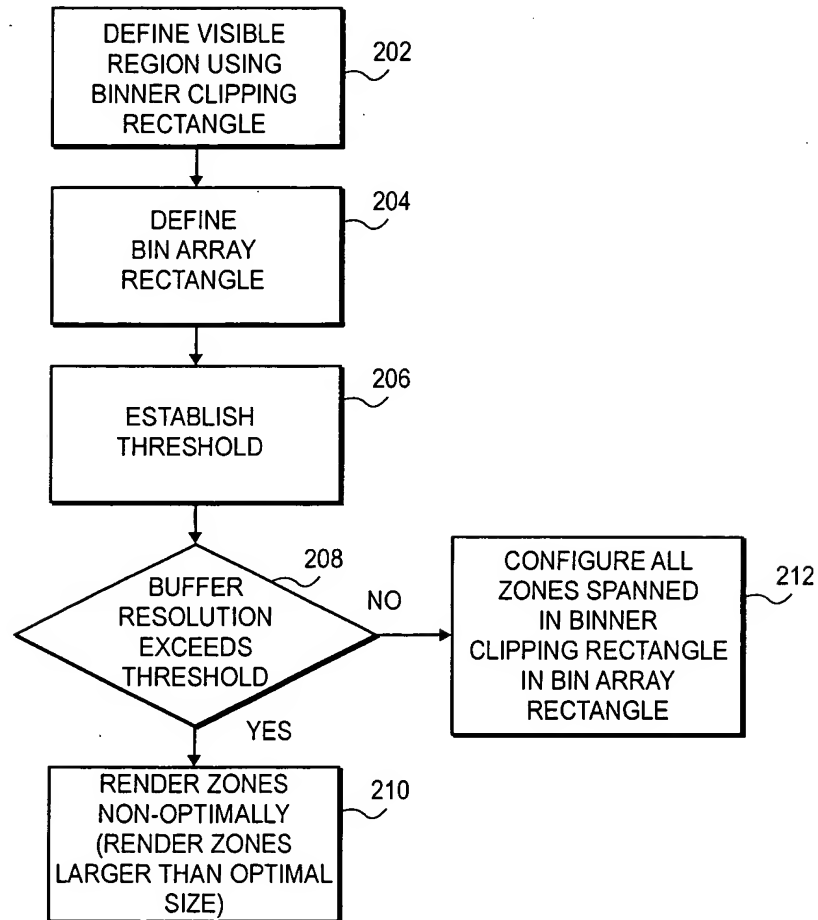 DEFINE VISIBLE
REGION USING
BINNER CLIPPING
RECTANGLE
202
DEFINE
BIN ARRAY
RECTANGLE
204
ESTABLISH
THRESHOLD
206
BUFFER
RESOLUTION
EXCEEDS
THRESHOLD
208
NO
CONFIGURE ALL
ZONES SPANNED
IN BINNER
CLIPPING RECTANGLE
IN BIN ARRAY
RECTANGLE
212
YES
RENDER ZONES
NON-OPTIMALLY
(RENDER ZONES
LARGER THAN OPTIMAL
SIZE)
210